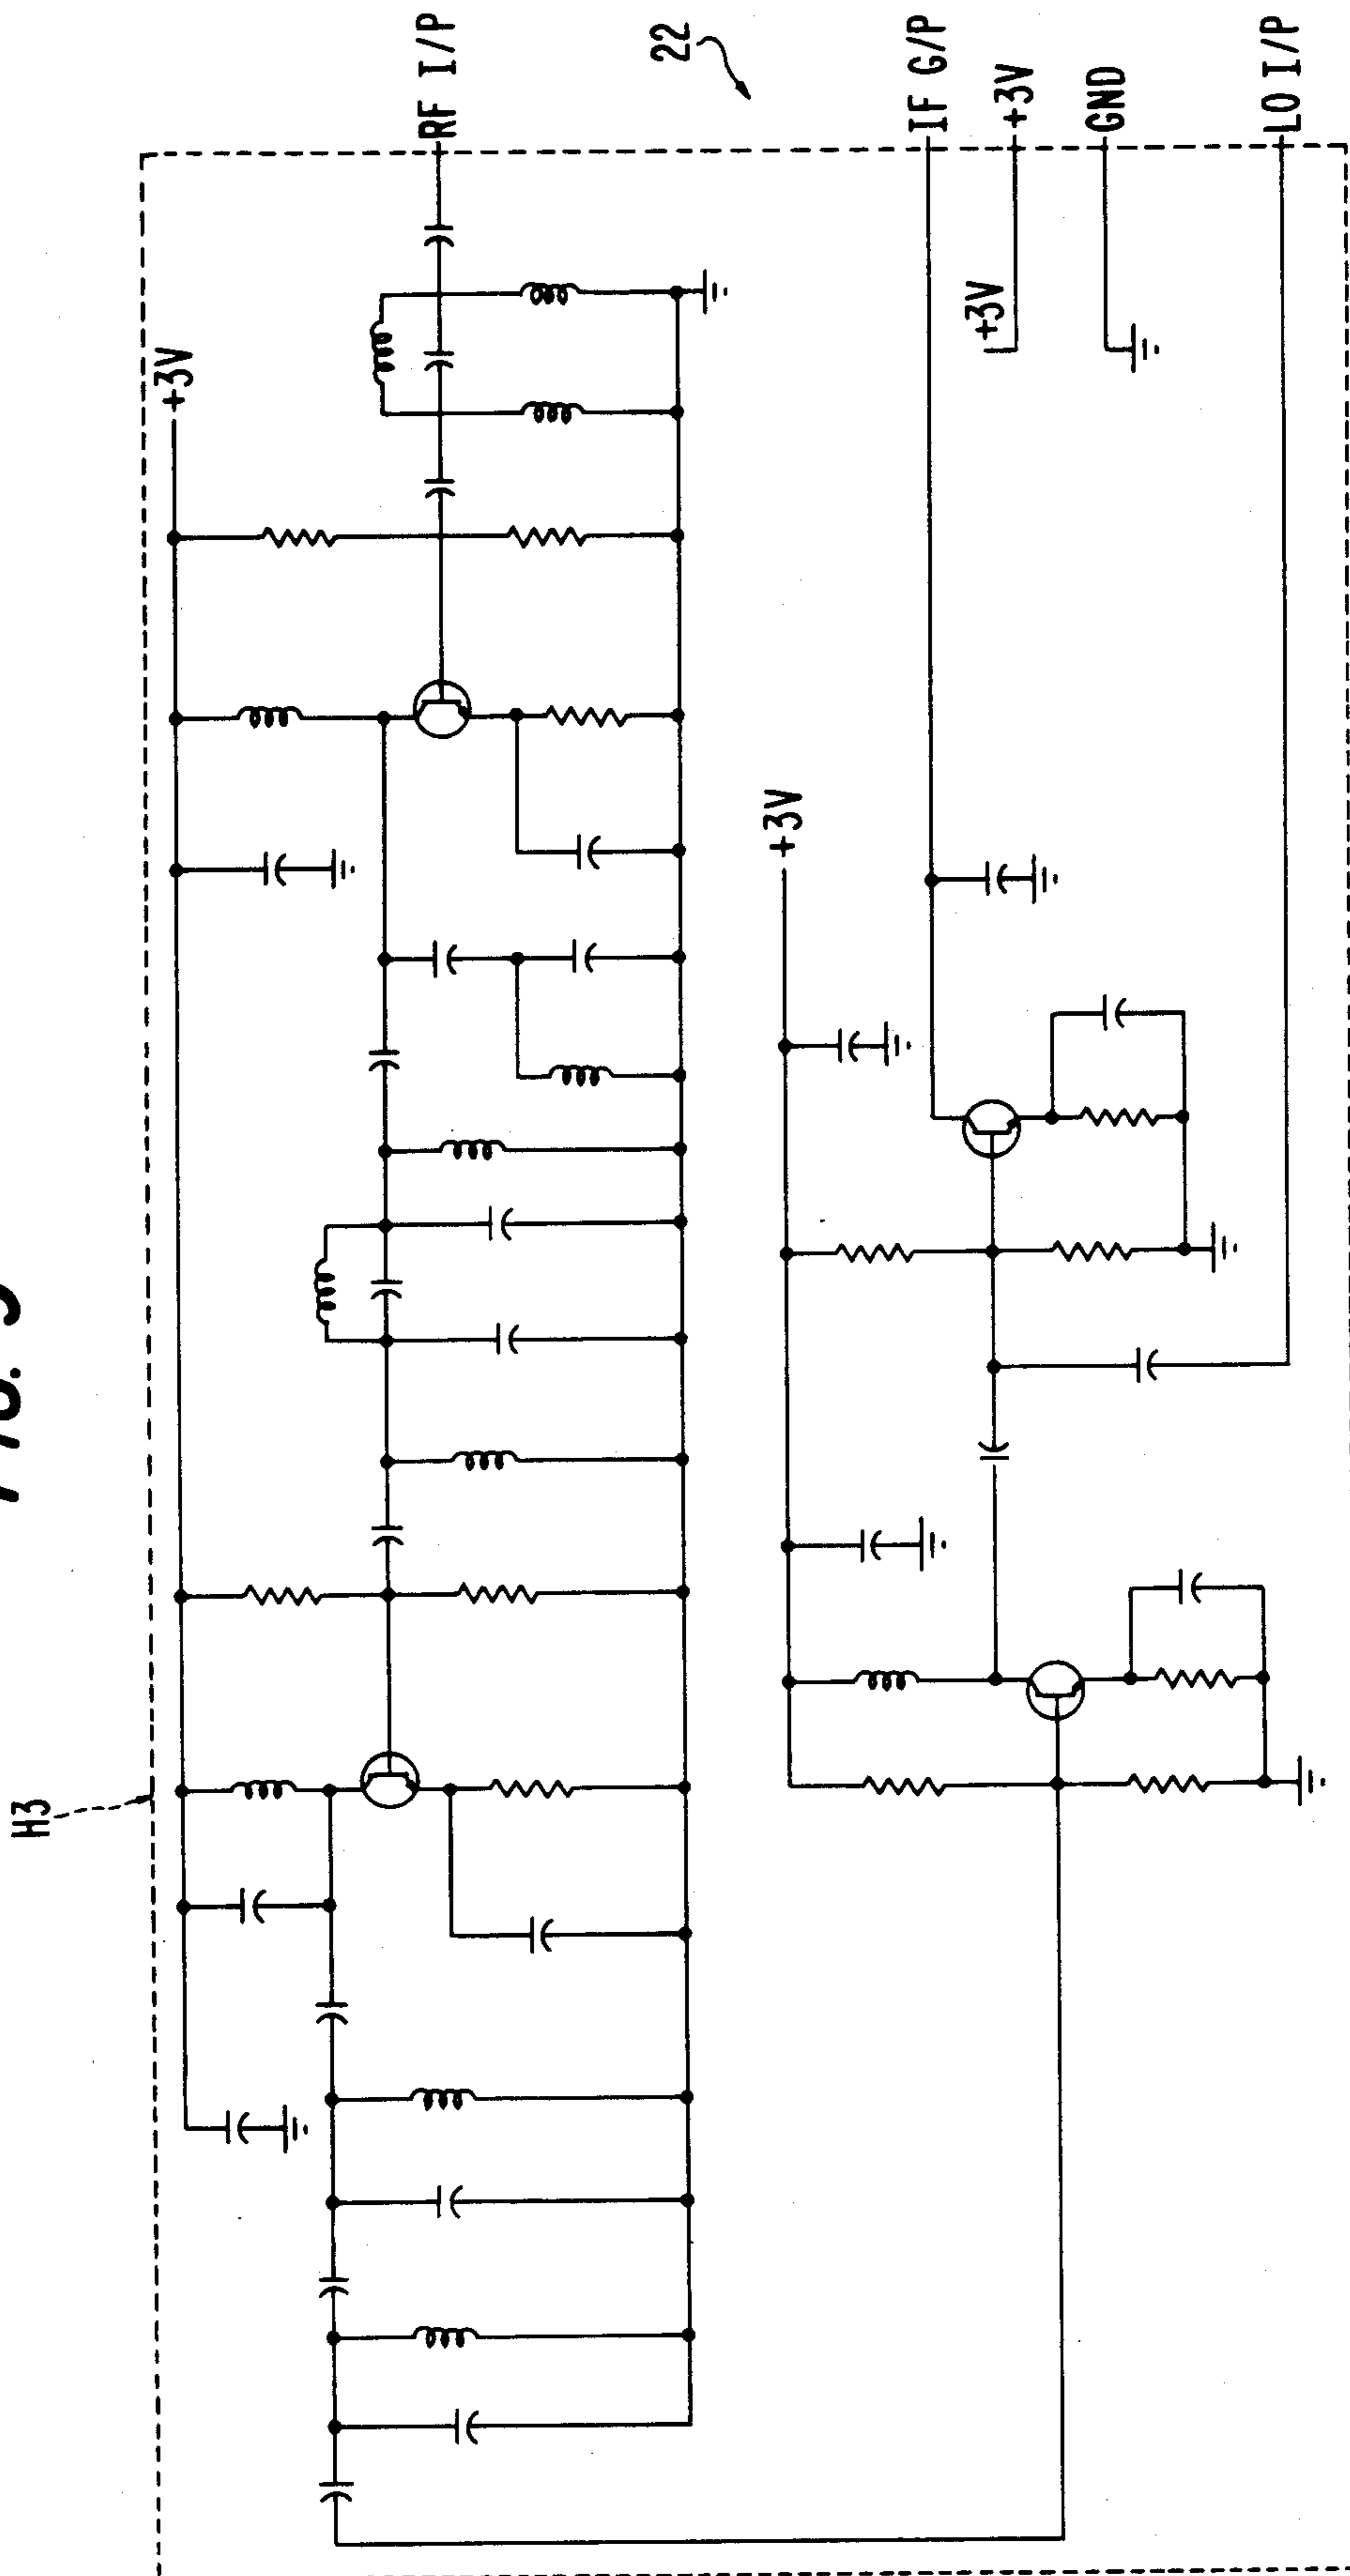 RF I/P
22
IF G/P
+3V
GND
LO I/P
+3V
+3V
+3V
H3